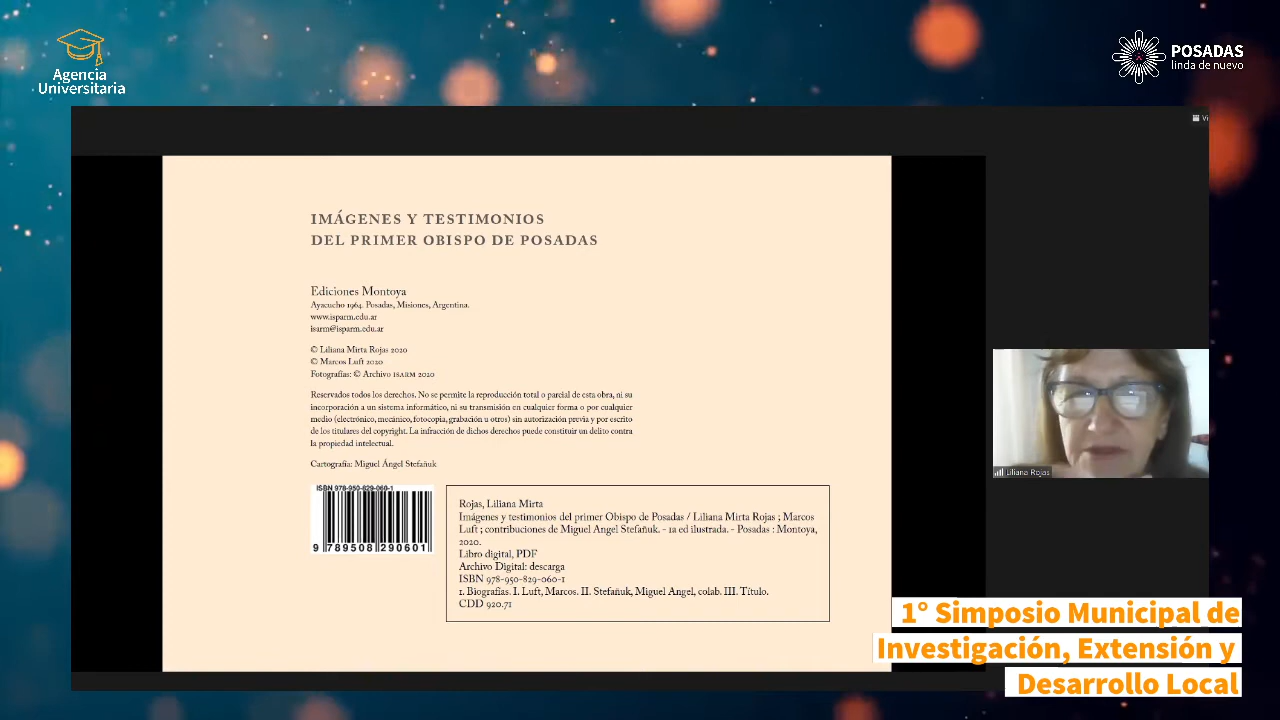 Agencia
Universitaria
POSADAS
linda de nuevo
Vi
IMÁGENES Y TESTIMONIOS
DEL PRIMER OBISPO DE POSADAS
Ediciones Montoya
Ayacucho 1964. Posadas, Misiones, Argentina.
www.isparm.edu.ar
isarm@isparm.edu.ar
© Liliana Mirta Rojas 2020
© Marcos Luft 2020
Fotografías: © Archivo ISARM 2020
Reservados todos los derechos. No se permite la reproducción total o parcial de esta obra, ni su
incorporación a un sistema informático, ni su transmisión en cualquier forma o por cualquier
medio (electrónico, mecánico, fotocopia, grabación u otros) sin autorización previa y por escrito
de los titulares del copyright. La infracción de dichos derechos puede constituir un delito contra
la propiedad intelectual.
Cartografía: Miguel Ángel Stefañuk
ISBN 978-950-829-060-1
9 789508 290601
Rojas, Liliana Mirta
Imágenes y testimonios del primer Obispo de Posadas / Liliana Mirta Rojas ; Marcos
Luft ; contribuciones de Miguel Angel Stefañuk. - 1a ed ilustrada. - Posadas : Montoya,
2020.
Libro digital, PDF
Archivo Digital: descarga
ISBN 978-950-829-060-1
1. Biografías. I. Luft, Marcos. II. Stefañuk, Miguel Angel, colab. III. Título.
CDD 920.71
Liliana Rojas
1° Simposio Municipal de
Investigación, Extensión y
Desarrollo Local